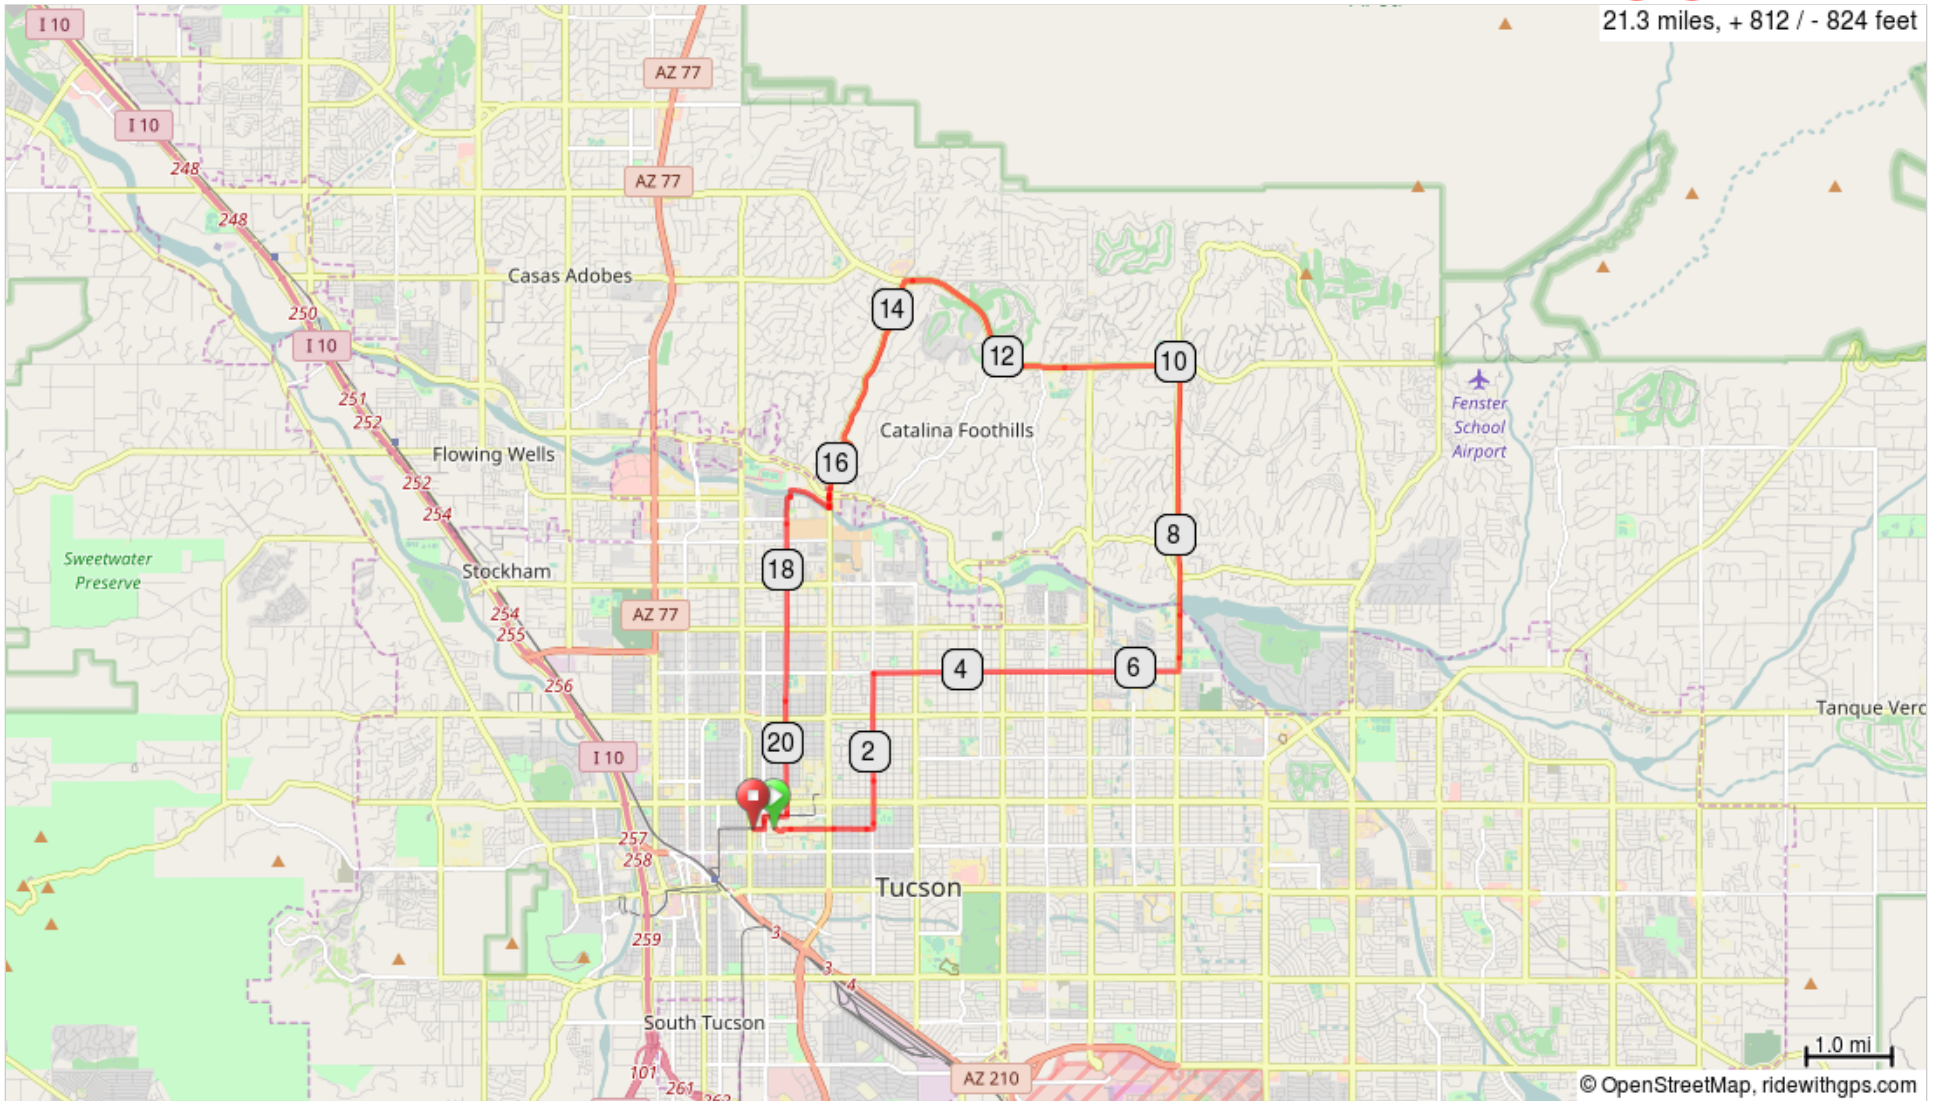 21.3 miles, + 812 / - 824 feet
I 10
AZ 77
I 10
248
AZ 77
248
Casas Adobes
250
14
I 10
12
10
251
Fenster
School
Airport
252
Catalina Foothills
Flowing Wells
16
252
254
8
Sweetwater
Preserve
Stockham
18
254
AZ 77
255
4
6
256
Tanque Verd
20
2
I 10
257
258
Tucson
3
259
3
4
South Tucson
1.0 mi
101
AZ 210
261
262
© OpenStreetMap, ridewithgps.com